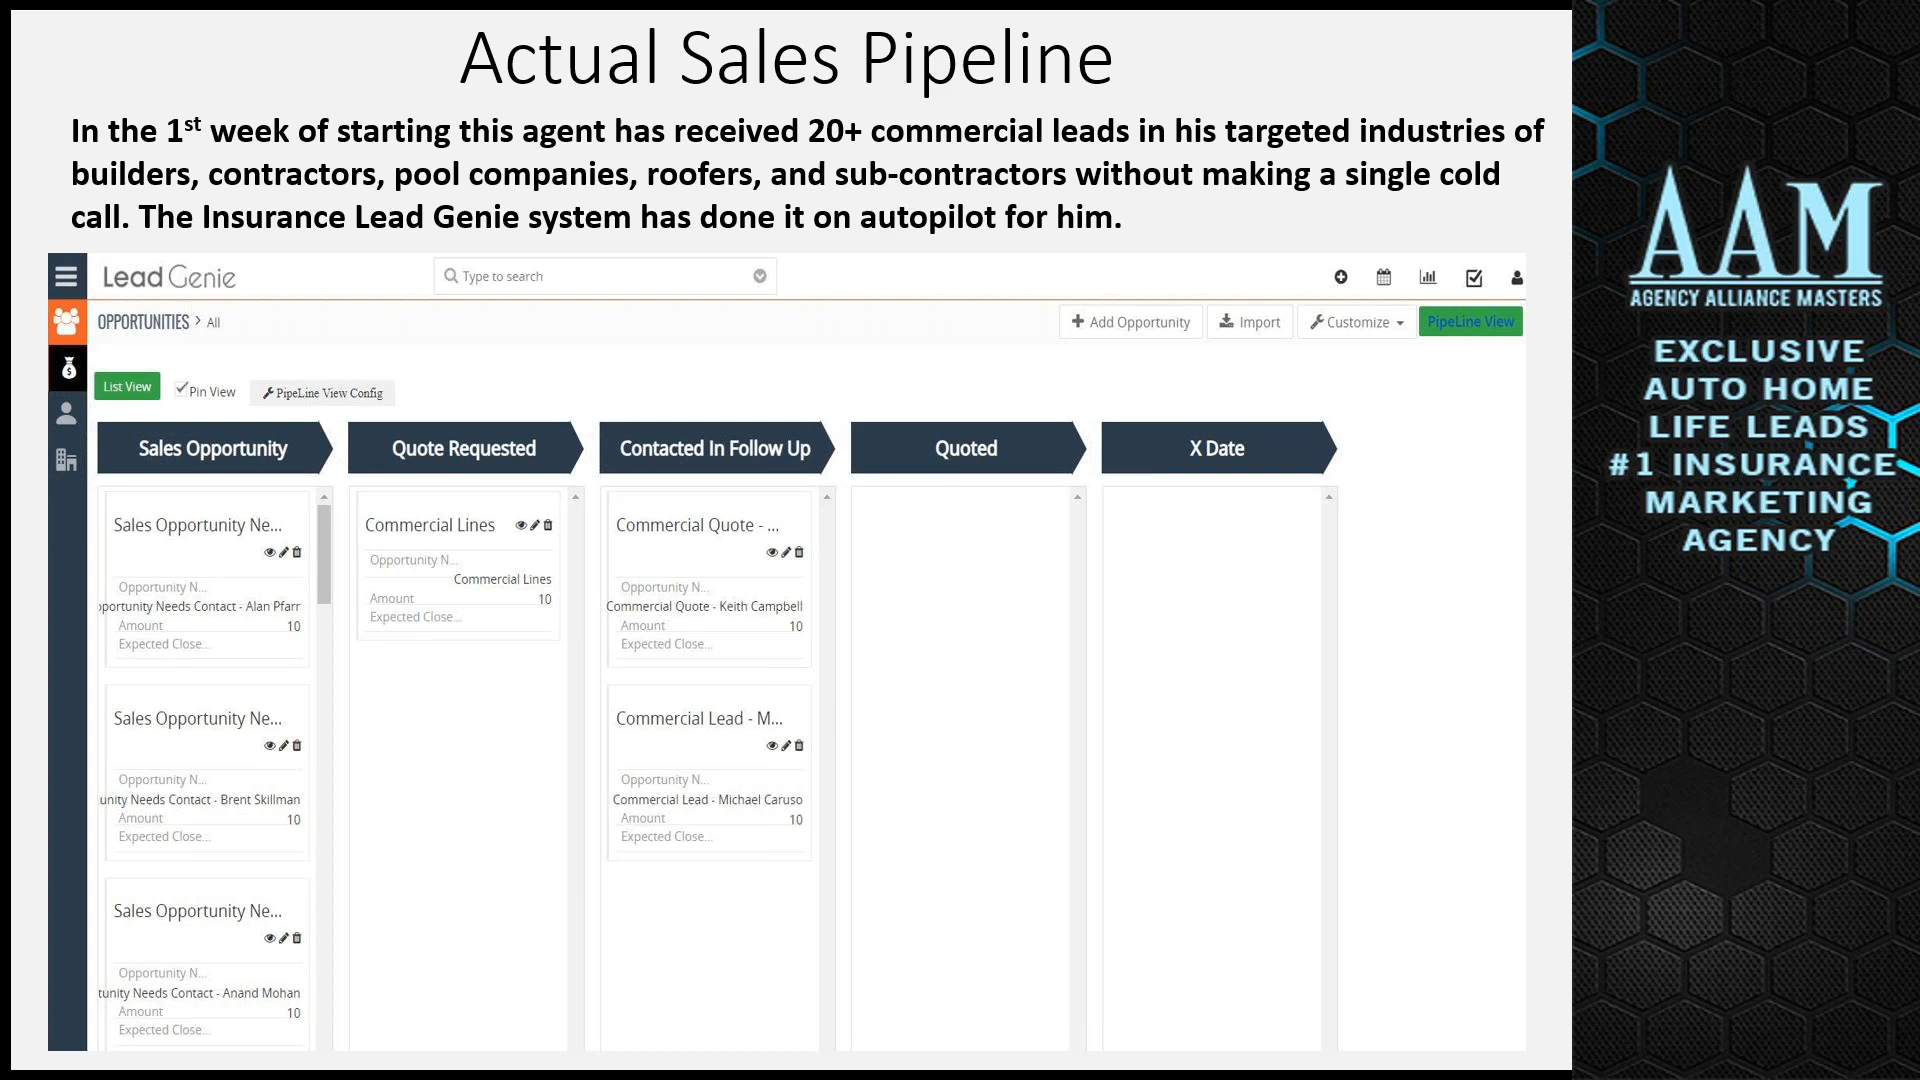 Actual Sales Pipeline
In the 1st week of starting this agent has received 20+ commercial leads in his targeted industries of
builders, contractors, pool companies, roofers, and sub-contractors without making a single cold
call. The Insurance Lead Genie system has done it on autopilot for him.
Lead Genie
Type to search
OPPORTUNITIES > All
Add Opportunity
Import
Customize
PipeLine View
List View
Pin View
PipeLine View Config
Sales Opportunity
Quote Requested
Contacted In Follow Up
Quoted
X Date
Sales Opportunity Ne...
Opportunity N...
pportunity Needs Contact - Alan Pfarr
Amount 10
Expected Close...
Sales Opportunity Ne...
Opportunity N...
unity Needs Contact - Brent Skillman
Amount 10
Expected Close...
Sales Opportunity Ne...
Opportunity N...
tunity Needs Contact - Anand Mohan
Amount 10
Expected Close...
Commercial Lines
Opportunity N...
Commercial Lines
Amount 10
Expected Close...
Commercial Quote - ...
Opportunity N...
Commercial Quote - Keith Campbell
Amount 10
Expected Close...
Commercial Lead - M...
Opportunity N...
Commercial Lead - Michael Caruso
Amount 10
Expected Close...
AAM
AGENCY ALLIANCE MASTERS
EXCLUSIVE
AUTO HOME
LIFE LEADS
#1 INSURANCE
MARKETING
AGENCY